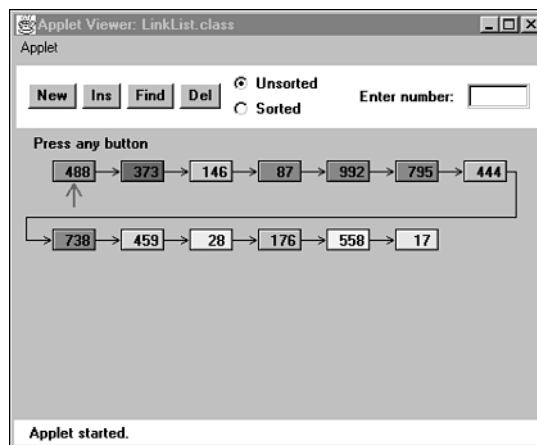 Applet Viewer: LinkList.class
Applet
New Ins Find Del Unsorted Sorted Enter number:
Press any button
488 373 146 87 992 795 444
738 459 28 176 558 17
Applet started.